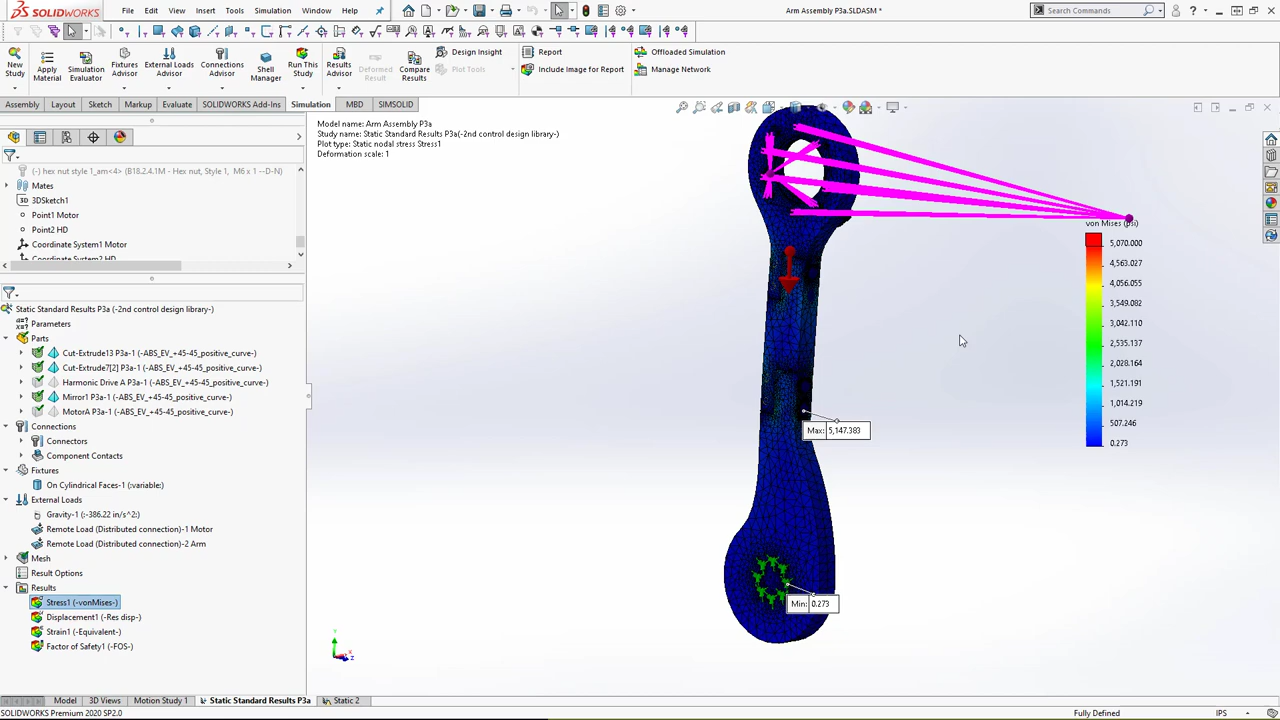 SOLIDWORKS File Edit View Insert Tools Simulation Window Help Arm Assembly P3a.SLDASM * Search Commands
New Study
Apply Material
Simulation Evaluator
Fixtures Advisor
External Loads Advisor
Connections Advisor
Shell Manager
Run This Study
Results Advisor
Deformed Result
Compare Results
Design Insight
Plot Tools
Report
Include Image for Report
Offloaded Simulation
Manage Network
Assembly Layout Sketch Markup Evaluate SOLIDWORKS Add-Ins Simulation MBD SIMSOLID
(-) hex nut style 1_am<4> (B18.2.4.1M - Hex nut, Style 1, M6 x 1 --D-N)
Mates
3DSketch1
Point1 Motor
Point2 HD
Coordinate System1 Motor
Coordinate System2 HD
Static Standard Results P3a (-2nd control design library-)
Parameters
Parts
Cut-Extrude13 P3a-1 (-ABS_EV_+45-45_positive_curve-)
Cut-Extrude7[2] P3a-1 (-ABS_EV_+45-45_positive_curve-)
Harmonic Drive A P3a-1 (-ABS_EV_+45-45_positive_curve-)
Mirror1 P3a-1 (-ABS_EV_+45-45_positive_curve-)
MotorA P3a-1 (-ABS_EV_+45-45_positive_curve-)
Connections
Connectors
Component Contacts
Fixtures
On Cylindrical Faces-1 (:variable:)
External Loads
Gravity-1 (:-386.22 in/s^2:)
Remote Load (Distributed connection)-1 Motor
Remote Load (Distributed connection)-2 Arm
Mesh
Result Options
Results
Stress1 (-vonMises-)
Displacement1 (-Res disp-)
Strain1 (-Equivalent-)
Factor of Safety1 (-FOS-)
Model name: Arm Assembly P3a
Study name: Static Standard Results P3a(-2nd control design library-)
Plot type: Static nodal stress Stress1
Deformation scale: 1
von Mises (psi)
5,070.000
4,563.027
4,056.055
3,549.082
3,042.110
2,535.137
2,028.164
1,521.191
1,014.219
507.246
0.273
Max: 5,147.383
Min: 0.273
Y
X
Z
Model 3D Views Motion Study 1 Static Standard Results P3a Static 2
SOLIDWORKS Premium 2020 SP2.0 Fully Defined IPS